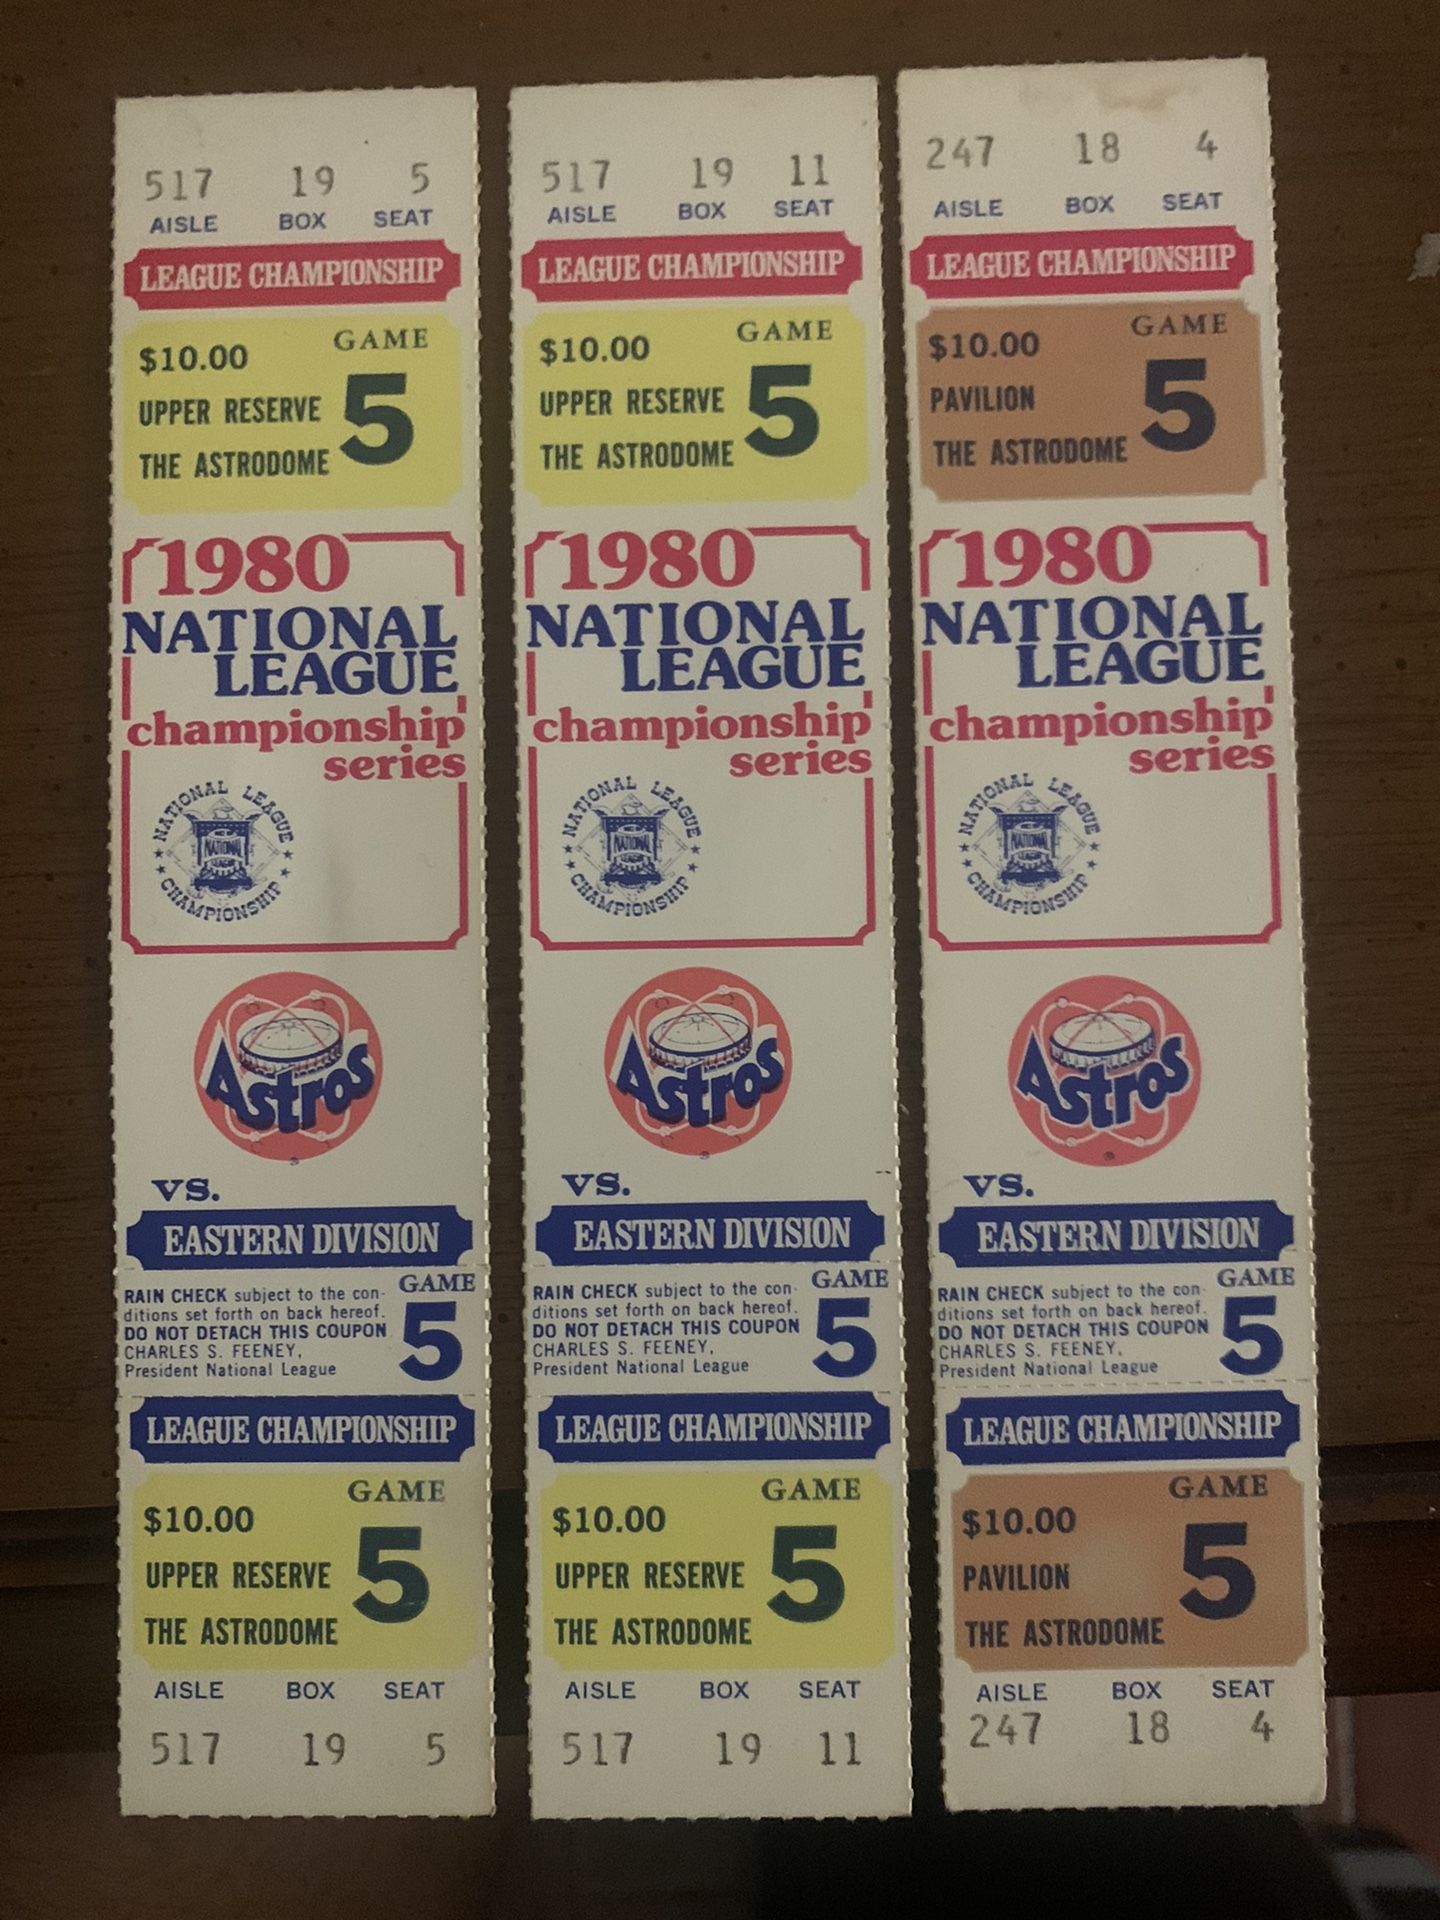 517 19 5
AISLE BOX SEAT
LEAGUE CHAMPIONSHIP
GAME
$10.00
5
UPPER RESERVE
THE ASTRODOME
1980
NATIONAL
LEAGUE
championship
series
NATIONAL LEAGUE
NATIONAL
LEAGUE
CHAMPIONSHIP
Astros
VS.
EASTERN DIVISION
GAME
5
RAIN CHECK subject to the con-
ditions set forth on back hereof.
DO NOT DETACH THIS COUPON
CHARLES S. FEENEY,
President National League
LEAGUE CHAMPIONSHIP
GAME
$10.00
5
UPPER RESERVE
THE ASTRODOME
AISLE BOX SEAT
517 19 5
517 19 11
AISLE BOX SEAT
LEAGUE CHAMPIONSHIP
GAME
$10.00
5
UPPER RESERVE
THE ASTRODOME
1980
NATIONAL
LEAGUE
championship
series
NATIONAL LEAGUE
NATIONAL
LEAGUE
CHAMPIONSHIP
Astros
VS.
EASTERN DIVISION
GAME
5
RAIN CHECK subject to the con-
ditions set forth on back hereof.
DO NOT DETACH THIS COUPON
CHARLES S. FEENEY,
President National League
LEAGUE CHAMPIONSHIP
GAME
$10.00
5
UPPER RESERVE
THE ASTRODOME
AISLE BOX SEAT
517 19 11
247 18 4
AISLE BOX SEAT
LEAGUE CHAMPIONSHIP
GAME
$10.00
5
PAVILION
THE ASTRODOME
1980
NATIONAL
LEAGUE
championship
series
NATIONAL LEAGUE
NATIONAL
LEAGUE
CHAMPIONSHIP
Astros
VS.
EASTERN DIVISION
GAME
5
RAIN CHECK subject to the con-
ditions set forth on back hereof.
DO NOT DETACH THIS COUPON
CHARLES S. FEENEY,
President National League
LEAGUE CHAMPIONSHIP
GAME
$10.00
5
PAVILION
THE ASTRODOME
AISLE BOX SEAT
247 18 4